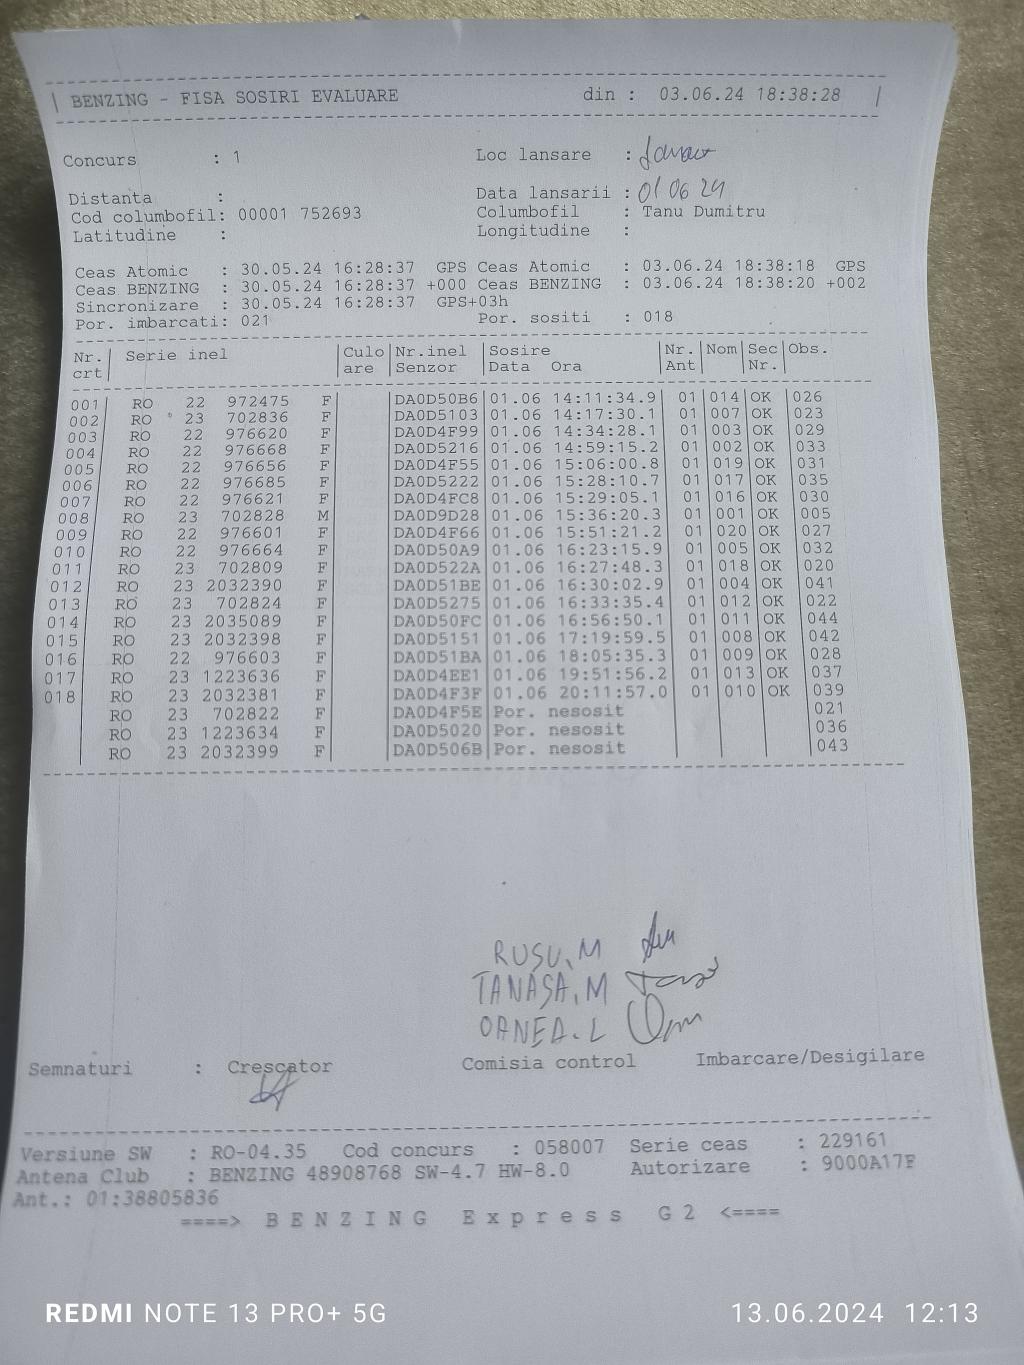 BENZING - FISA SOSIRI EVALUARE din : 03.06.24 18:38:28
Concurs : 1 Loc lansare :
Distanta : Data lansarii : 01 06 24
Cod columbofil: 00001 752693 Columbofil : Tanu Dumitru
Latitudine : Longitudine :
Ceas Atomic : 30.05.24 16:28:37 GPS Ceas Atomic : 03.06.24 18:38:18 GPS
Ceas BENZING : 30.05.24 16:28:37 +000 Ceas BENZING : 03.06.24 18:38:20 +002
Sincronizare : 30.05.24 16:28:37 GPS+03h
Por. imbarcati: 021 Por. sositi : 018
Nr. Serie inel Culo Nr.inel Sosire Nr. Nom Sec Obs.
crt are Senzor Data Ora Ant Nr.
001 RO 22 972475 F DA0D50B6 01.06 14:11:34.9 01 014 OK 026
002 RO 23 702836 F DA0D5103 01.06 14:17:30.1 01 007 OK 023
003 RO 22 976620 F DA0D4F99 01.06 14:34:28.1 01 003 OK 029
004 RO 22 976668 F DA0D5216 01.06 14:59:15.2 01 002 OK 033
005 RO 22 976656 F DA0D4F55 01.06 15:06:00.8 01 019 OK 031
006 RO 22 976685 F DA0D5222 01.06 15:28:10.7 01 017 OK 035
007 RO 22 976621 F DA0D4FC8 01.06 15:29:05.1 01 016 OK 030
008 RO 23 702828 M DA0D9D28 01.06 15:36:20.3 01 001 OK 005
009 RO 22 976601 F DA0D4F66 01.06 15:51:21.2 01 020 OK 027
010 RO 22 976664 F DA0D50A9 01.06 16:23:15.9 01 005 OK 032
011 RO 23 702809 F DA0D522A 01.06 16:27:48.3 01 018 OK 020
012 RO 23 2032390 F DA0D51BE 01.06 16:30:02.9 01 004 OK 041
013 RO 23 702824 F DA0D5275 01.06 16:33:35.4 01 012 OK 022
014 RO 23 2035089 F DA0D50FC 01.06 16:56:50.1 01 011 OK 044
015 RO 23 2032398 F DA0D5151 01.06 17:19:59.5 01 008 OK 042
016 RO 22 976603 F DA0D51BA 01.06 18:05:35.3 01 009 OK 028
017 RO 23 1223636 F DA0D4EE1 01.06 19:51:56.2 01 013 OK 037
018 RO 23 2032381 F DA0D4F3F 01.06 20:11:57.0 01 010 OK 039
RO 23 702822 F DA0D4F5E Por. nesosit 021
RO 23 1223634 F DA0D5020 Por. nesosit 036
RO 23 2032399 F DA0D506B Por. nesosit 043
RUSU, M
TANASA, M
OANEA. L
Semnaturi : Crescator Comisia control Imbarcare/Desigilare
Versiune SW : RO-04.35 Cod concurs : 058007 Serie ceas : 229161
Antena Club : BENZING 48908768 SW-4.7 HW-8.0 Autorizare : 9000A17F
Ant.: 01:38805836
====> BENZING Express G2 <====
REDMI NOTE 13 PRO+ 5G 13.06.2024 12:13